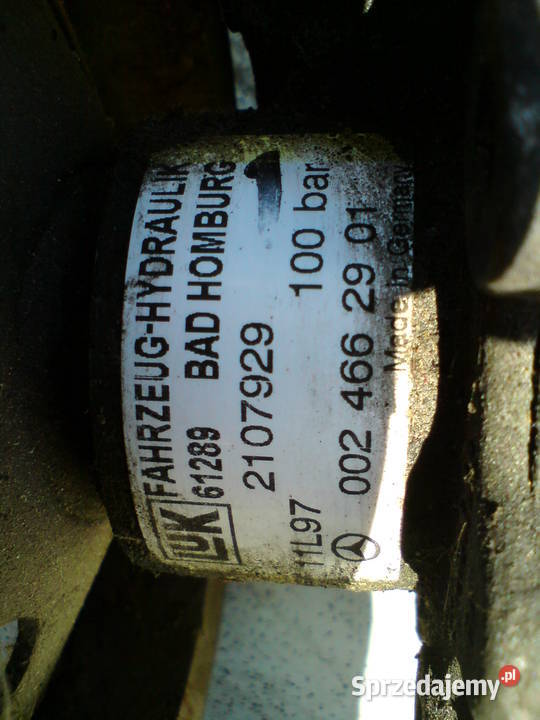 LUK FAHRZEUG-HYDRAULIK
61289 BAD HOMBURG
2107929
11L97 100 bar
002 466 29 01
Made in Germany
Sprzedajemy.pl